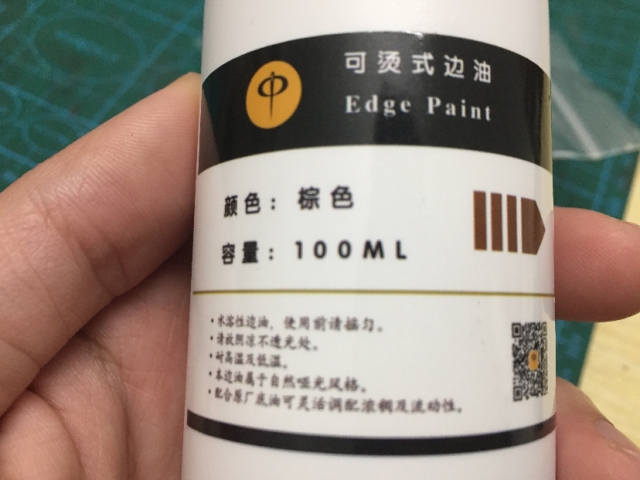 可烫式边油
Edge Paint
颜色：棕色
容量：100ML
·水溶性边油，使用前请摇匀。
·请放阴凉不透光处。
·耐高温及低温。
·本边油属于自然哑光风格。
·配合原厂底油可灵活调配浓稠及流动性。